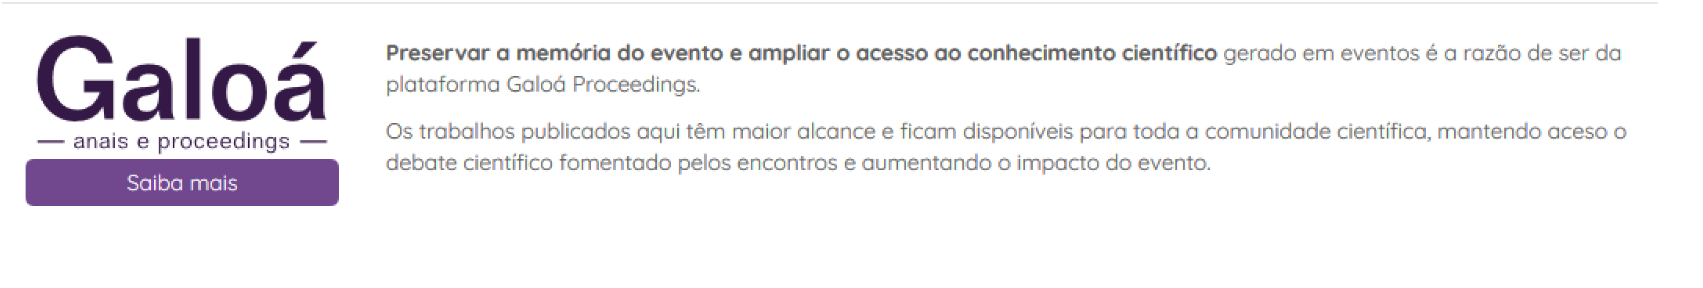 Galoá
— anais e proceedings —
Saiba mais
Preservar a memória do evento e ampliar o acesso ao conhecimento científico gerado em eventos é a razão de ser da
plataforma Galoá Proceedings.
Os trabalhos publicados aqui têm maior alcance e ficam disponíveis para toda a comunidade científica, mantendo aceso o
debate científico fomentado pelos encontros e aumentando o impacto do evento.